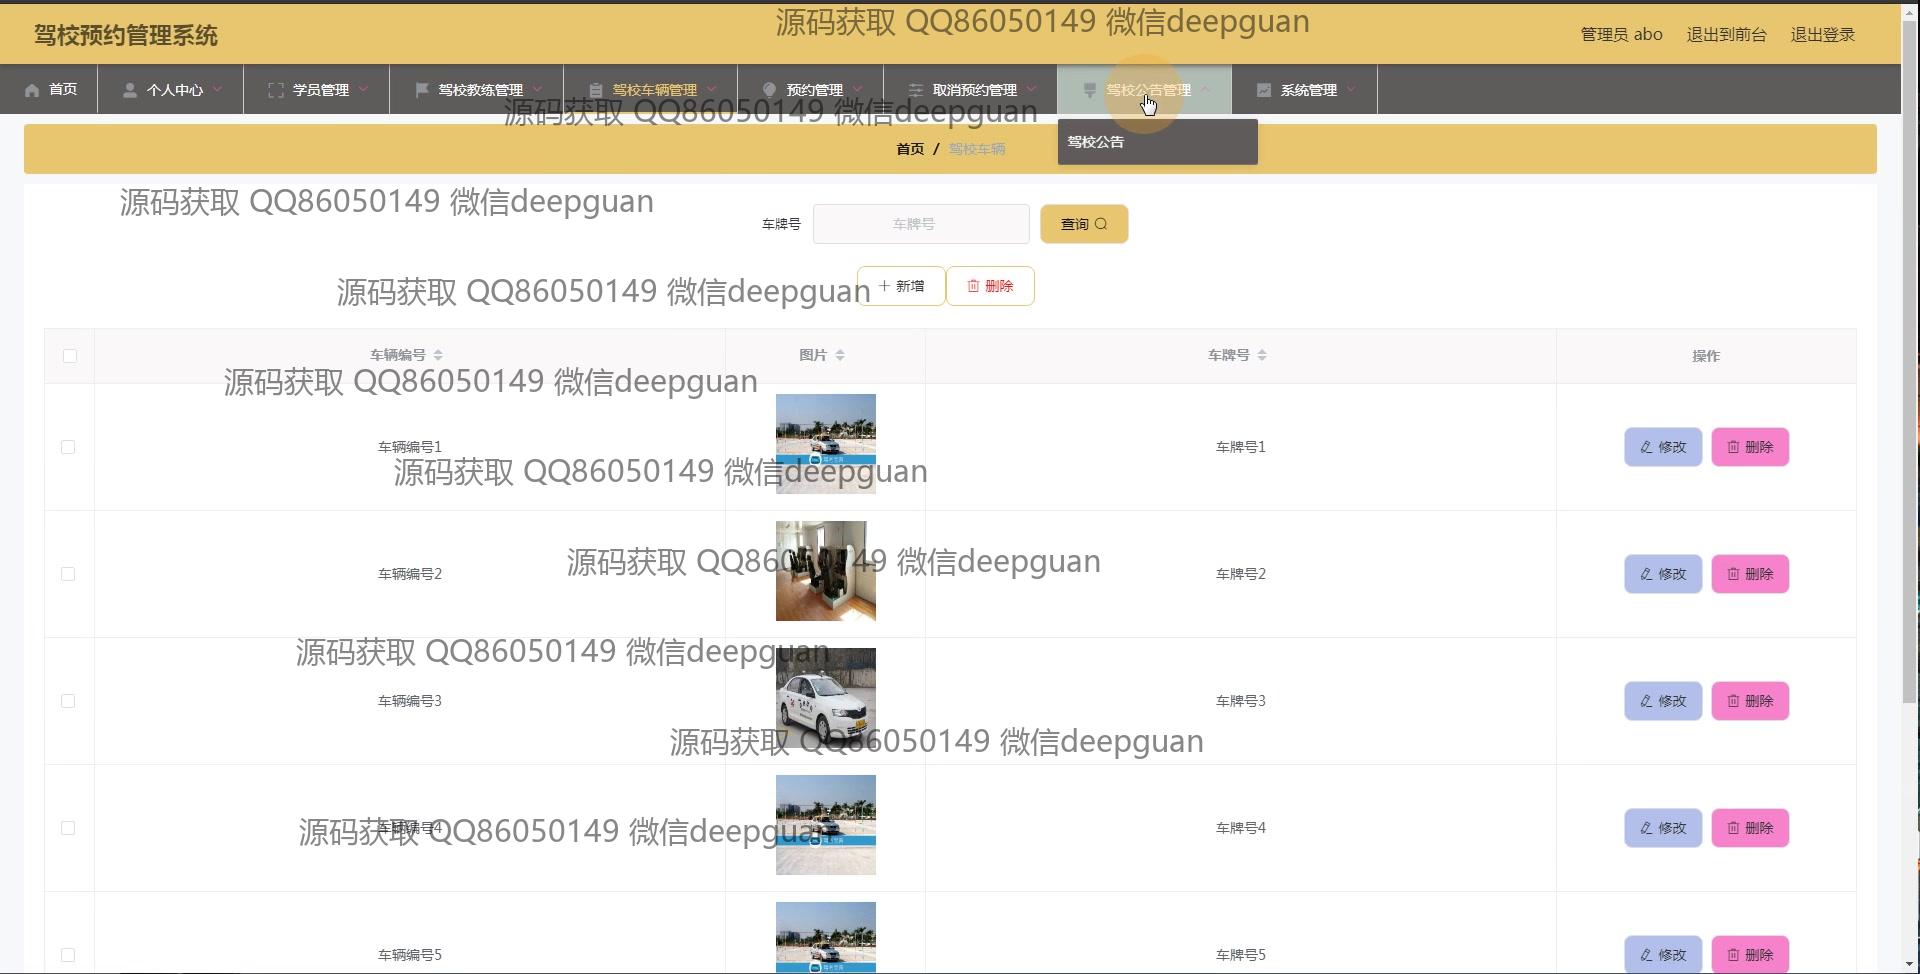 驾校预约管理系统
源码获取 QQ86050149 微信deepguan
管理员 abo
退出到前台
退出登录
首页
个人中心
学员管理
驾校教练管理
驾校车辆管理
预约管理
取消预约管理
驾校公告管理
系统管理
源码获取 QQ86050149 微信deepguan
驾校公告
首页 / 驾校车辆
源码获取 QQ86050149 微信deepguan
车牌号
车牌号
查询
源码获取 QQ86050149 微信deepguan
新增
删除
车辆编号
图片
车牌号
操作
源码获取 QQ86050149 微信deepguan
车辆编号1
车牌号1
修改
删除
源码获取 QQ86050149 微信deepguan
源码获取 QQ86050149 微信deepguan
车辆编号2
车牌号2
修改
删除
源码获取 QQ86050149 微信deepguan
车辆编号3
车牌号3
修改
删除
源码获取 QQ86050149 微信deepguan
车辆编号4
车牌号4
修改
删除
源码获取 QQ86050149 微信deepguan
车辆编号5
车牌号5
修改
删除